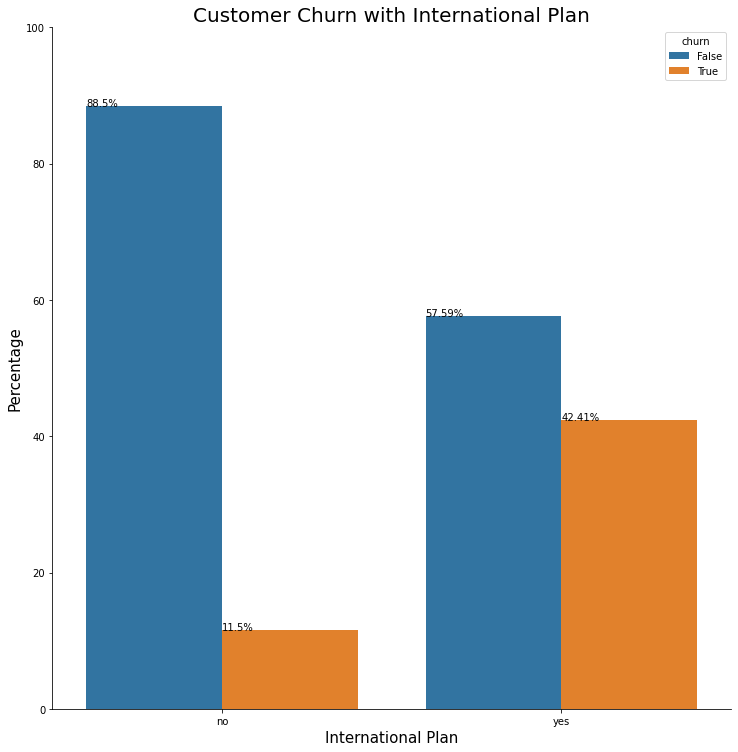 Customer Churn with International Plan
churn
False
True
100
80
60
40
20
0
Percentage
88.5%
11.5%
57.59%
42.41%
no
yes
International Plan